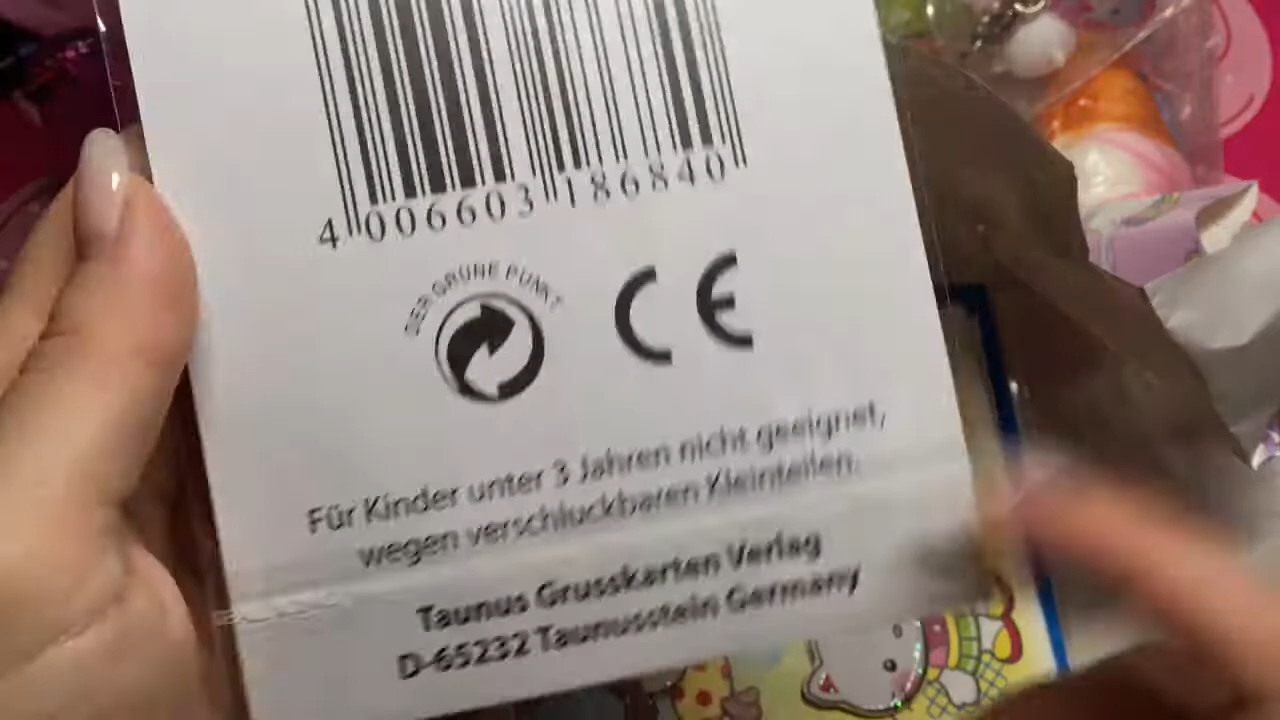 4 006603 186840
DER GRÜNE PUNKT
CE
Für Kinder unter 3 Jahren nicht geeignet,
wegen verschluckbaren Kleinteilen.
Taunus Grusskarten Verlag
D-65232 Taunusstein Germany